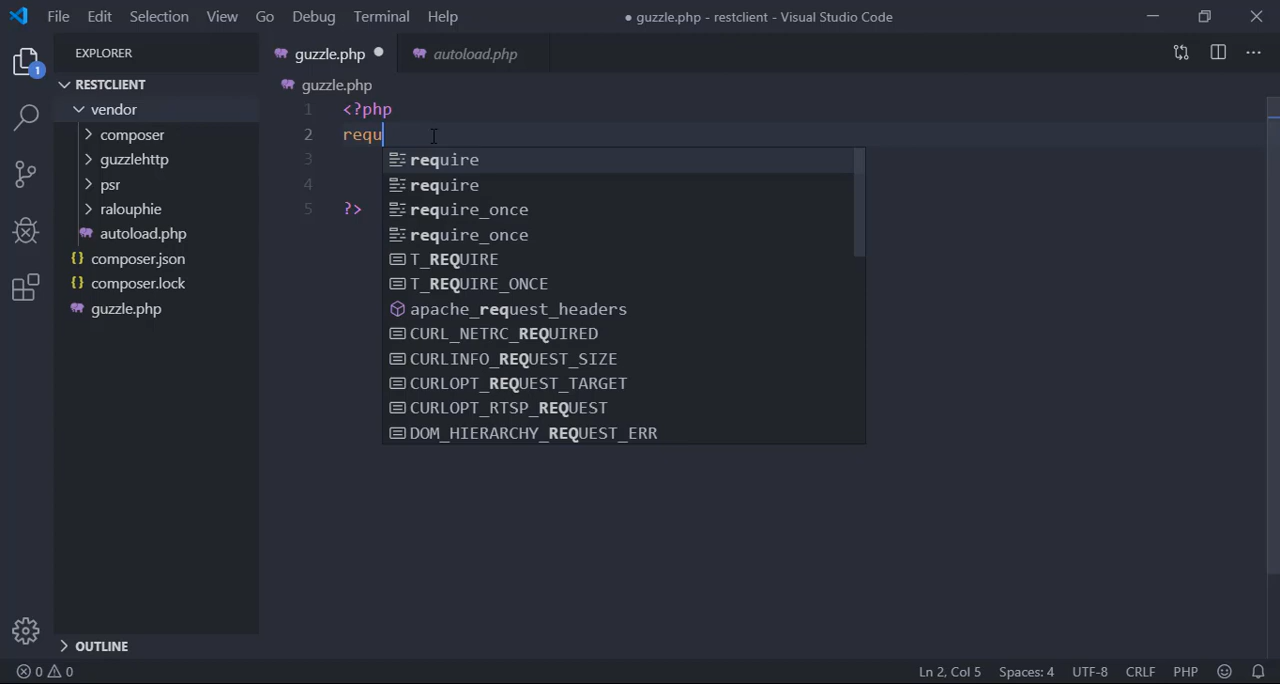 File Edit Selection View Go Debug Terminal Help
● guzzle.php - restclient - Visual Studio Code
1
EXPLORER
RESTCLIENT
vendor
composer
guzzlehttp
psr
ralouphie
autoload.php
composer.json
composer.lock
guzzle.php
OUTLINE
guzzle.php ● autoload.php
guzzle.php
1 <?php
2 requ
3
4
5 ?>
require
require
require_once
require_once
T_REQUIRE
T_REQUIRE_ONCE
apache_request_headers
CURL_NETRC_REQUIRED
CURLINFO_REQUEST_SIZE
CURLOPT_REQUEST_TARGET
CURLOPT_RTSP_REQUEST
DOM_HIERARCHY_REQUEST_ERR
0 0 Ln 2, Col 5 Spaces: 4 UTF-8 CRLF PHP